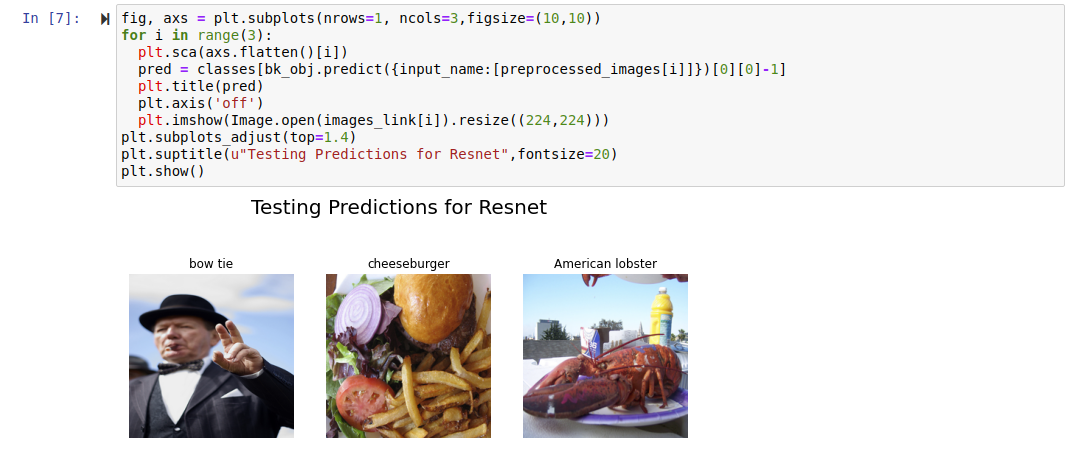 In [7]:
fig, axs = plt.subplots(nrows=1, ncols=3,figsize=(10,10))
for i in range(3):
  plt.sca(axs.flatten()[i])
  pred = classes[bk_obj.predict({input_name:[preprocessed_images[i]]})[0][0]-1]
  plt.title(pred)
  plt.axis('off')
  plt.imshow(Image.open(images_link[i]).resize((224,224)))
plt.subplots_adjust(top=1.4)
plt.suptitle(u"Testing Predictions for Resnet",fontsize=20)
plt.show()
Testing Predictions for Resnet
bow tie
cheeseburger
American lobster